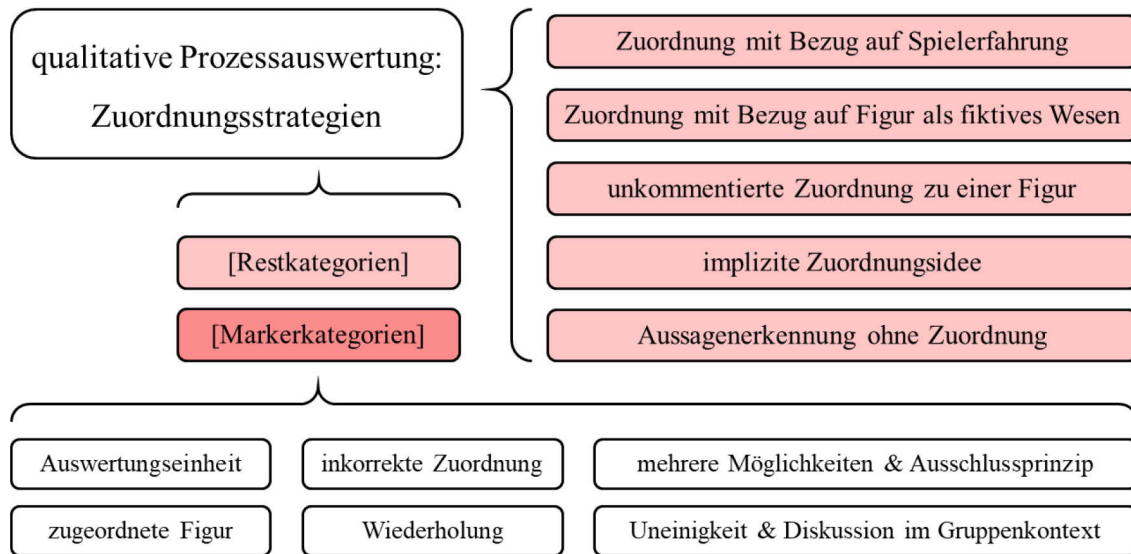 qualitative Prozessauswertung:
Zuordnungsstrategien
Zuordnung mit Bezug auf Spielerfahrung
Zuordnung mit Bezug auf Figur als fiktives Wesen
unkommentierte Zuordnung zu einer Figur
implizite Zuordnungsidee
Aussagenerkennung ohne Zuordnung
[Restkategorien]
[Markerkategorien]
Auswertungseinheit
inkorrekte Zuordnung
mehrere Möglichkeiten & Ausschlussprinzip
zugeordnete Figur
Wiederholung
Uneinigkeit & Diskussion im Gruppenkontext